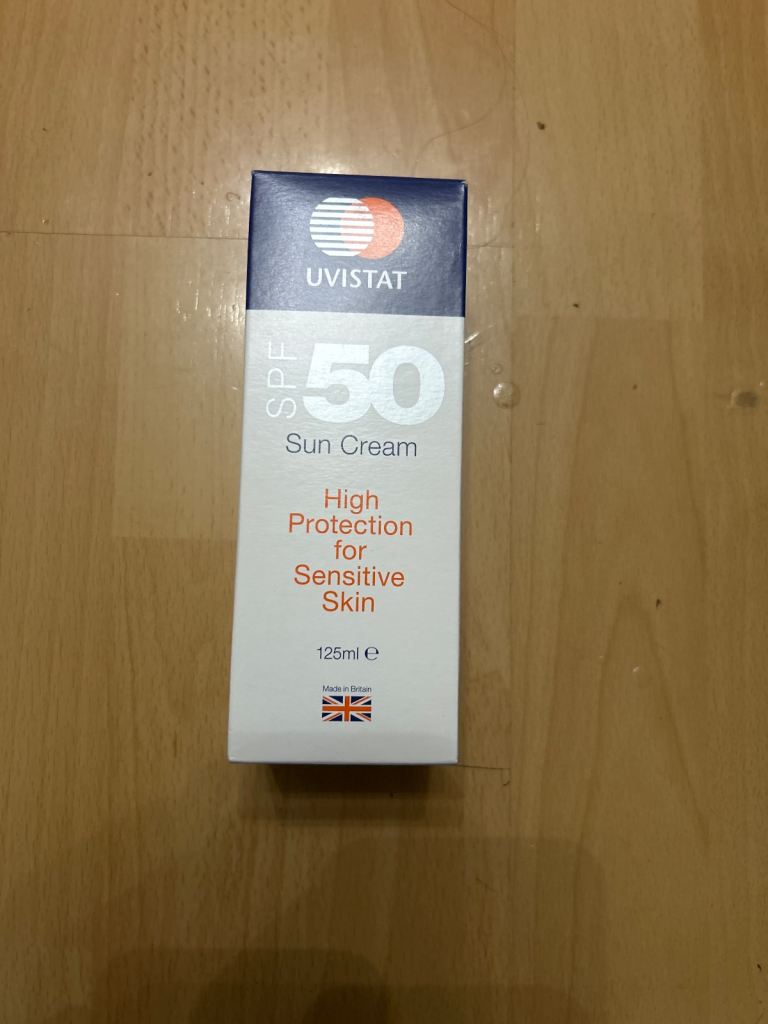 UVISTAT
SPF 50
Sun Cream
High
Protection
for
Sensitive
Skin
125ml ℮
Made in Britain